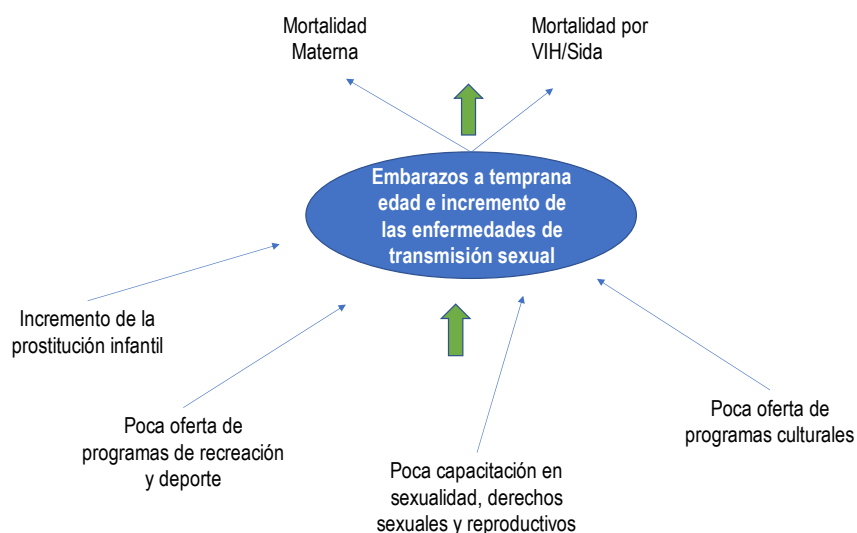 Mortalidad
Materna
Mortalidad por
VIH/Sida
Embarazos a temprana
edad e incremento de
las enfermedades de
transmisión sexual
Incremento de la
prostitución infantil
Poca oferta de
programas de recreación
y deporte
Poca capacitación en
sexualidad, derechos
sexuales y reproductivos
Poca oferta de
programas culturales